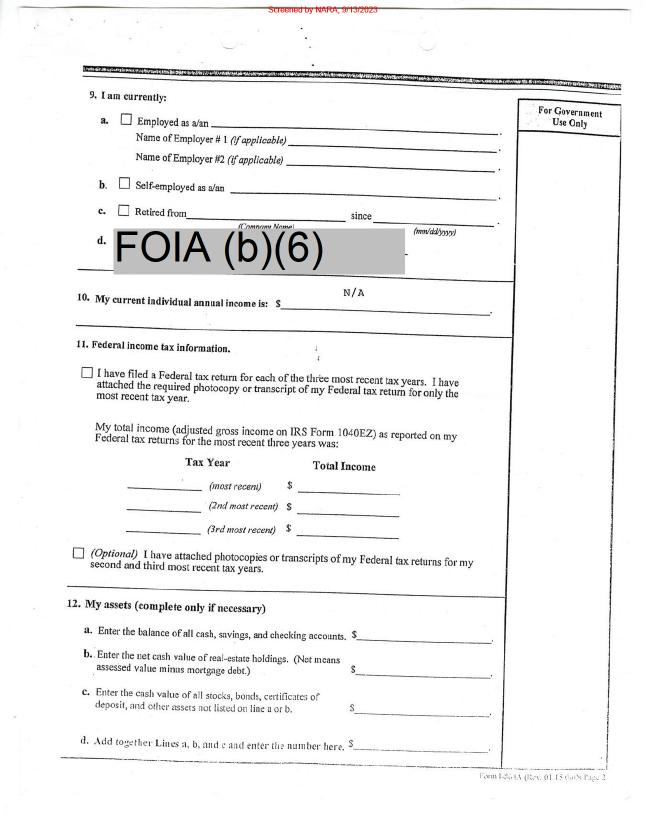 Screened by NARA, 9/13/2023
9. I am currently:
For Government
Use Only
a. Employed as a/an
Name of Employer # 1 (if applicable)
Name of Employer #2 (if applicable)
b. Self-employed as a/an
c. Retired from since
(Company Name) (mm/dd/yyyy)
d. FOIA (b)(6)
N/A
10. My current individual annual income is: $
11. Federal income tax information.
I have filed a Federal tax return for each of the three most recent tax years. I have
attached the required photocopy or transcript of my Federal tax return for only the
most recent tax year.
My total income (adjusted gross income on IRS Form 1040EZ) as reported on my
Federal tax returns for the most recent three years was:
Tax Year Total Income
(most recent) $
(2nd most recent) $
(3rd most recent) $
(Optional) I have attached photocopies or transcripts of my Federal tax returns for my
second and third most recent tax years.
12. My assets (complete only if necessary)
a. Enter the balance of all cash, savings, and checking accounts. $
b. Enter the net cash value of real-estate holdings. (Net means
assessed value minus mortgage debt.) $
c. Enter the cash value of all stocks, bonds, certificates of
deposit, and other assets not listed on line a or b. $
d. Add together Lines a, b, and c and enter the number here. $
Form I-864A (Rev. 01 15 Page 2